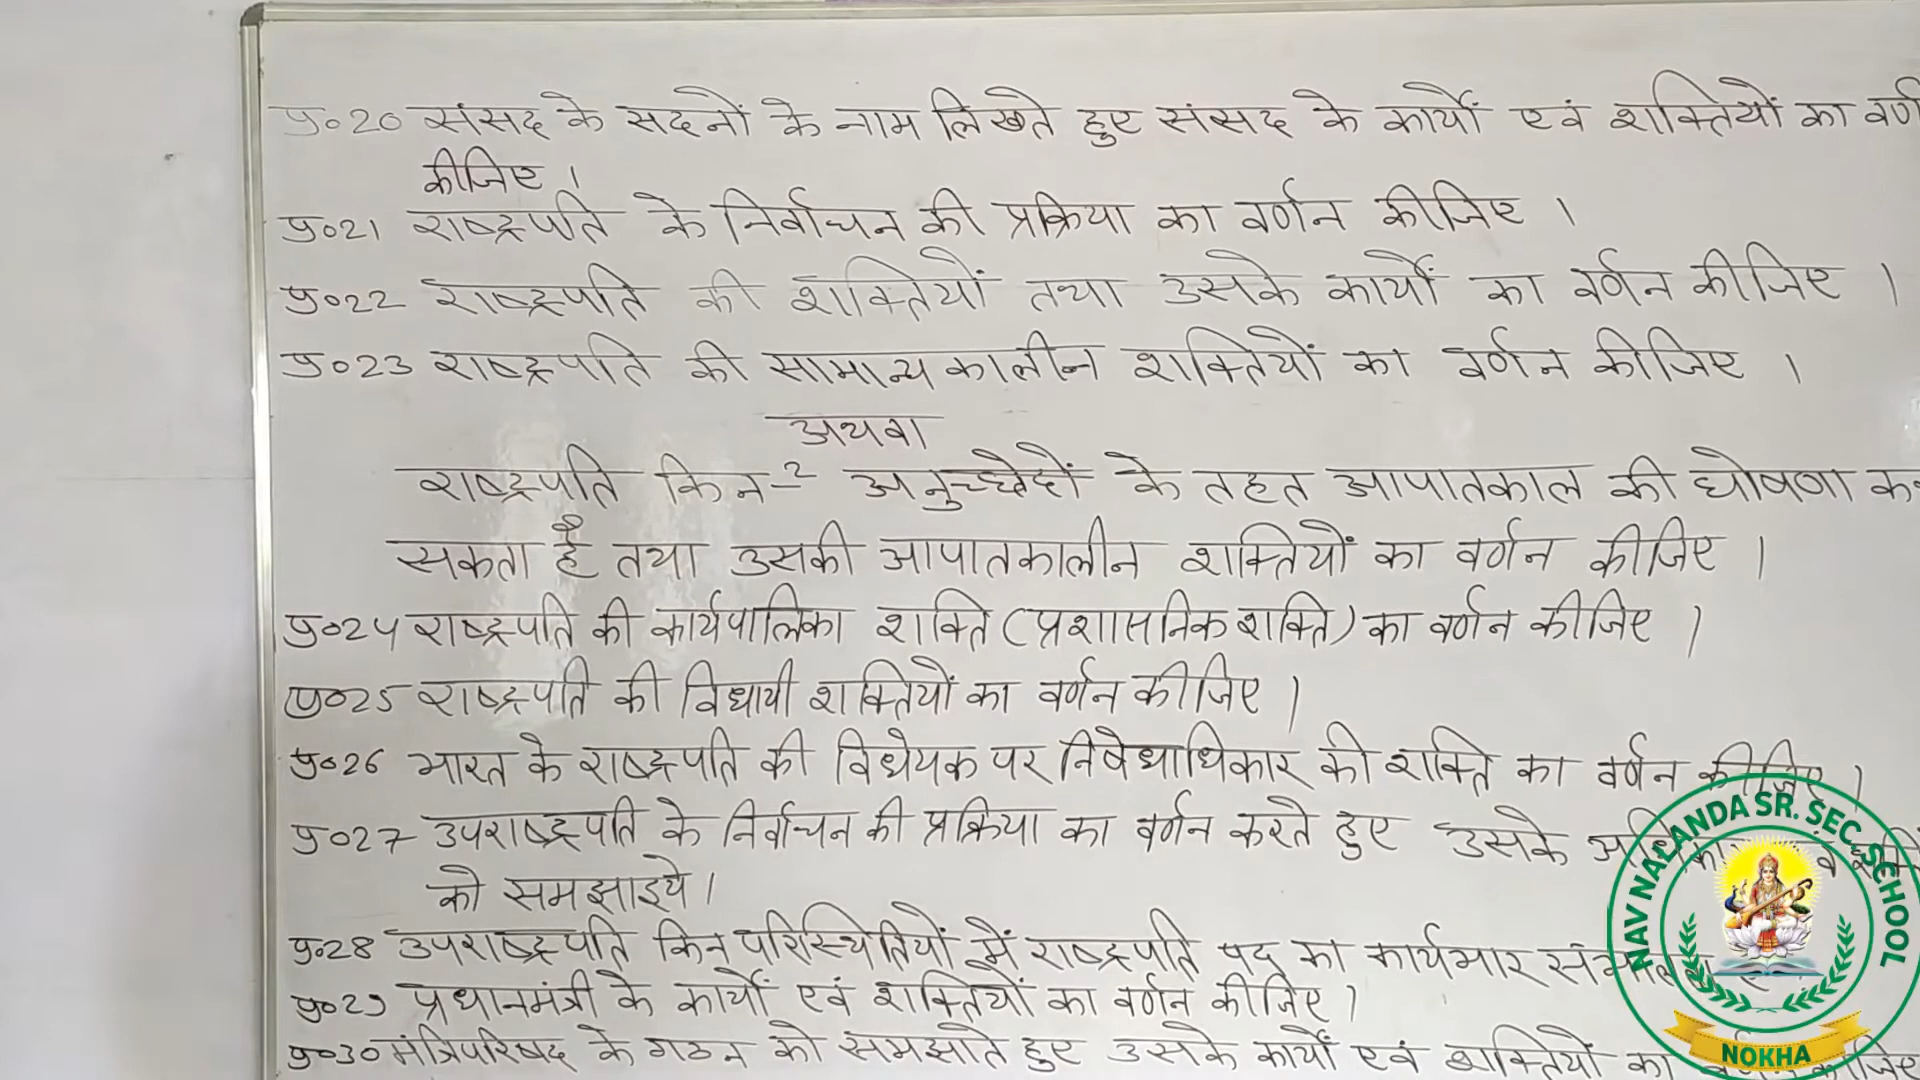 प्र०20 संसद के सदनों के नाम लिखते हुए संसद के कार्यों एवं शक्तियों का
कीजिए ।
प्र०21 राष्ट्रपति के निर्वाचन की प्रक्रिया का वर्णन कीजिए ।
प्र०22 राष्ट्रपति की शक्तियों तथा उसके कार्यों का वर्णन कीजिए ।
प्र०23 राष्ट्रपति की सामान्यकालीन शक्तियों का वर्णन कीजिए ।
अथवा
राष्ट्रपति किन-2 अनुच्छेदों के तहत आपातकाल की घोषणा
सकता है तथा उसकी आपातकालीन शक्तियों का वर्णन कीजिए ।
प्र०24 राष्ट्रपति की कार्यपालिका शक्ति (प्रशासनिक शक्ति) का वर्णन कीजिए ।
प्र०25 राष्ट्रपति की विधायी शक्तियों का वर्णन कीजिए ।
प्र०26 भारत के राष्ट्रपति की विधेयक पर निषेधाधिकार की शक्ति का वर्णन कीजिए ।
प्र०27 उपराष्ट्रपति के निर्वाचन की प्रक्रिया का वर्णन करते हुए उसके
को समझाइये ।
प्र०28 उपराष्ट्रपति किन परिस्थितियों में राष्ट्रपति पद का कार्यभार
प्र०29 प्रधानमंत्री के कार्यों एवं शक्तियों का वर्णन कीजिए ।
प्र०30 मंत्रिपरिषद के गठन को समझाते हुए उसके कार्यों एवं शक्तियों का
NAV NALANDA SR. SEC. SCHOOL
NOKHA